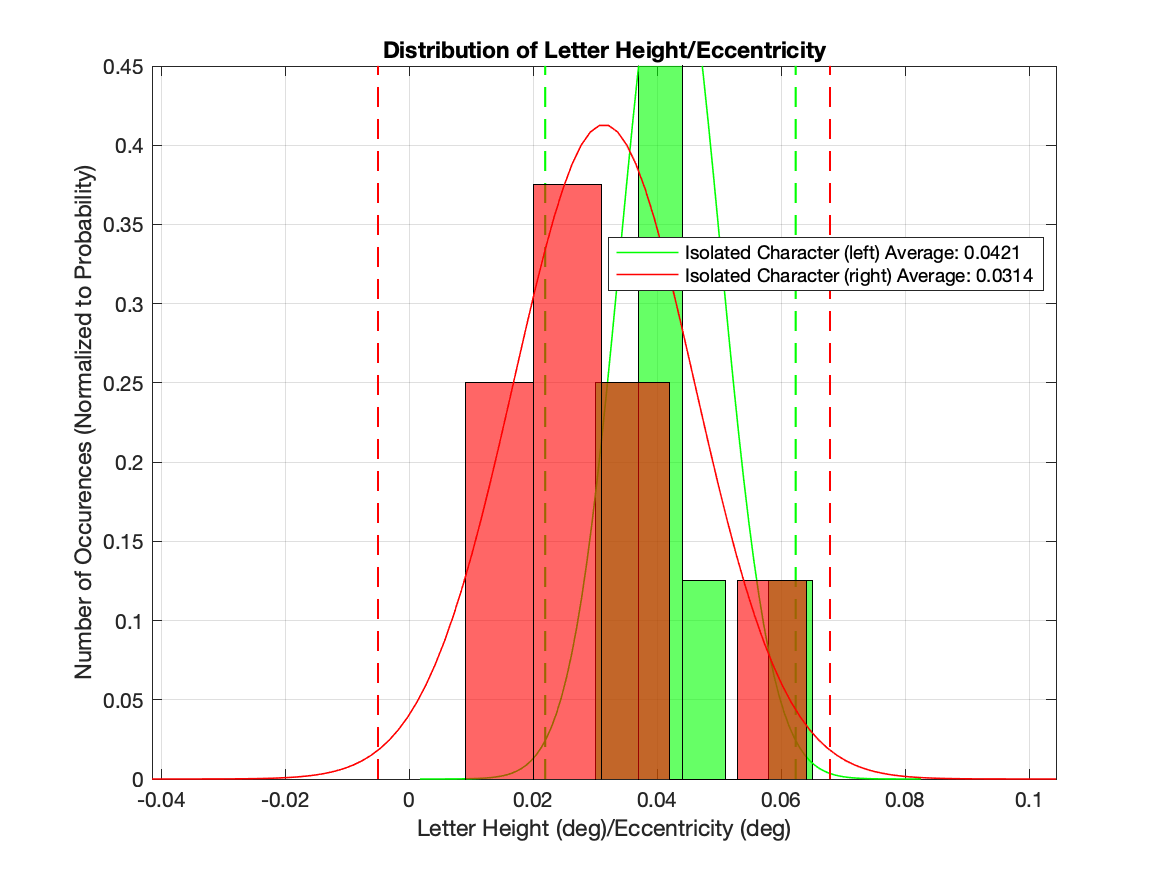 Distribution of Letter Height/Eccentricity
Number of Occurences (Normalized to Probability)
0.45
0.4
0.35
0.3
0.25
0.2
0.15
0.1
0.05
0
Isolated Character (left) Average: 0.0421
Isolated Character (right) Average: 0.0314
-0.04 -0.02 0 0.02 0.04 0.06 0.08 0.1
Letter Height (deg)/Eccentricity (deg)